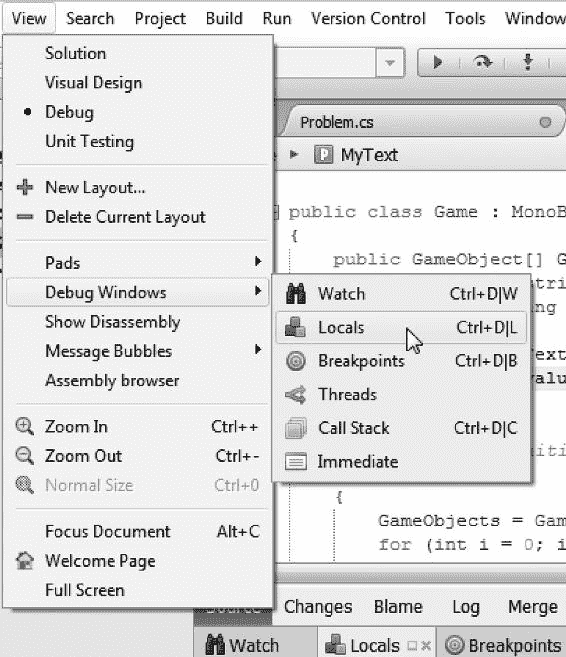 View Search Project Build Run Version Control Tools Window
Solution
Visual Design
Debug
Unit Testing
Problem.cs
New Layout...
MyText
Delete Current Layout
public class Game : MonoB
{
Pads
public GameObject[] G
Debug Windows
Show Disassembly
Message Bubbles
Assembly browser
Watch Ctrl+D|W
Locals Ctrl+D|L
Breakpoints Ctrl+D|B
Threads
Call Stack Ctrl+D|C
Immediate
Zoom In Ctrl++
Zoom Out Ctrl+-
Normal Size Ctrl+0
{
GameObjects = Gam
for (int i = 0; i
Focus Document Alt+C
Welcome Page
Full Screen
Changes Blame Log Merge
Watch Locals Breakpoints